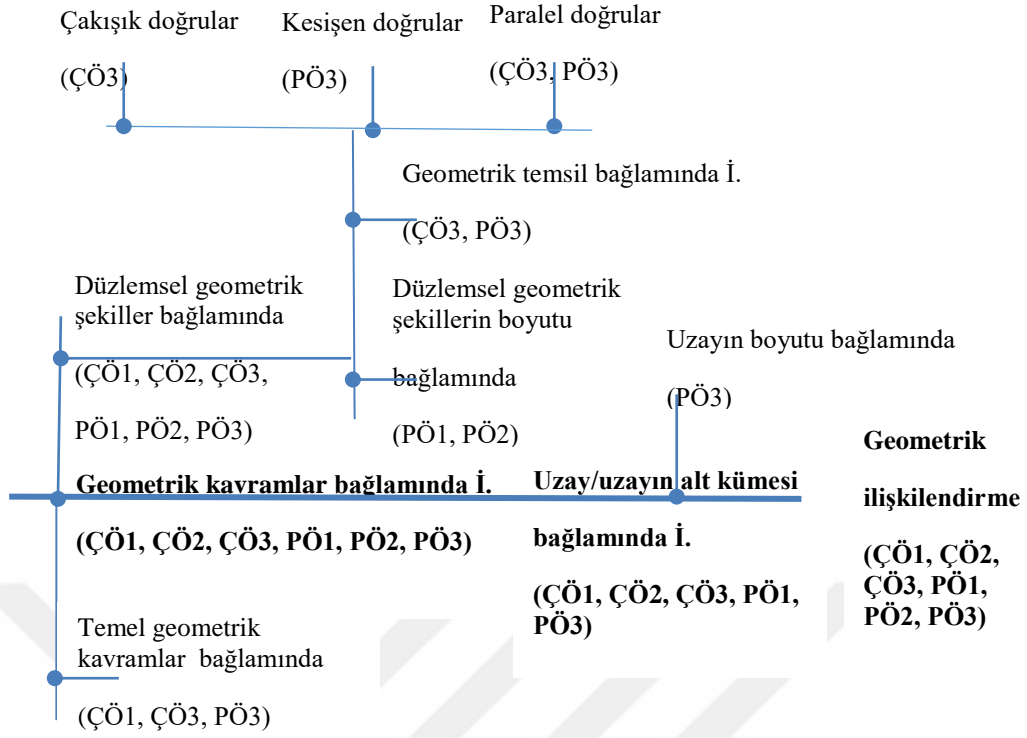 Çakışık doğrular
(ÇÖ3)
Kesişen doğrular
(PÖ3)
Paralel doğrular
(ÇÖ3, PÖ3)
Geometrik temsil bağlamında İ.
(ÇÖ3, PÖ3)
Düzlemsel geometrik
şekiller bağlamında
(ÇÖ1, ÇÖ2, ÇÖ3,
PÖ1, PÖ2, PÖ3)
Düzlemsel geometrik
şekillerin boyutu
bağlamında
(PÖ1, PÖ2)
Uzayın boyutu bağlamında
(PÖ3)
Geometrik kavramlar bağlamında İ.
(ÇÖ1, ÇÖ2, ÇÖ3, PÖ1, PÖ2, PÖ3)
Uzay/uzayın alt kümesi
bağlamında İ.
(ÇÖ1, ÇÖ2, ÇÖ3, PÖ1,
PÖ3)
Geometrik
ilişkilendirme
(ÇÖ1, ÇÖ2,
ÇÖ3, PÖ1,
PÖ2, PÖ3)
Temel geometrik
kavramlar bağlamında
(ÇÖ1, ÇÖ3, PÖ3)